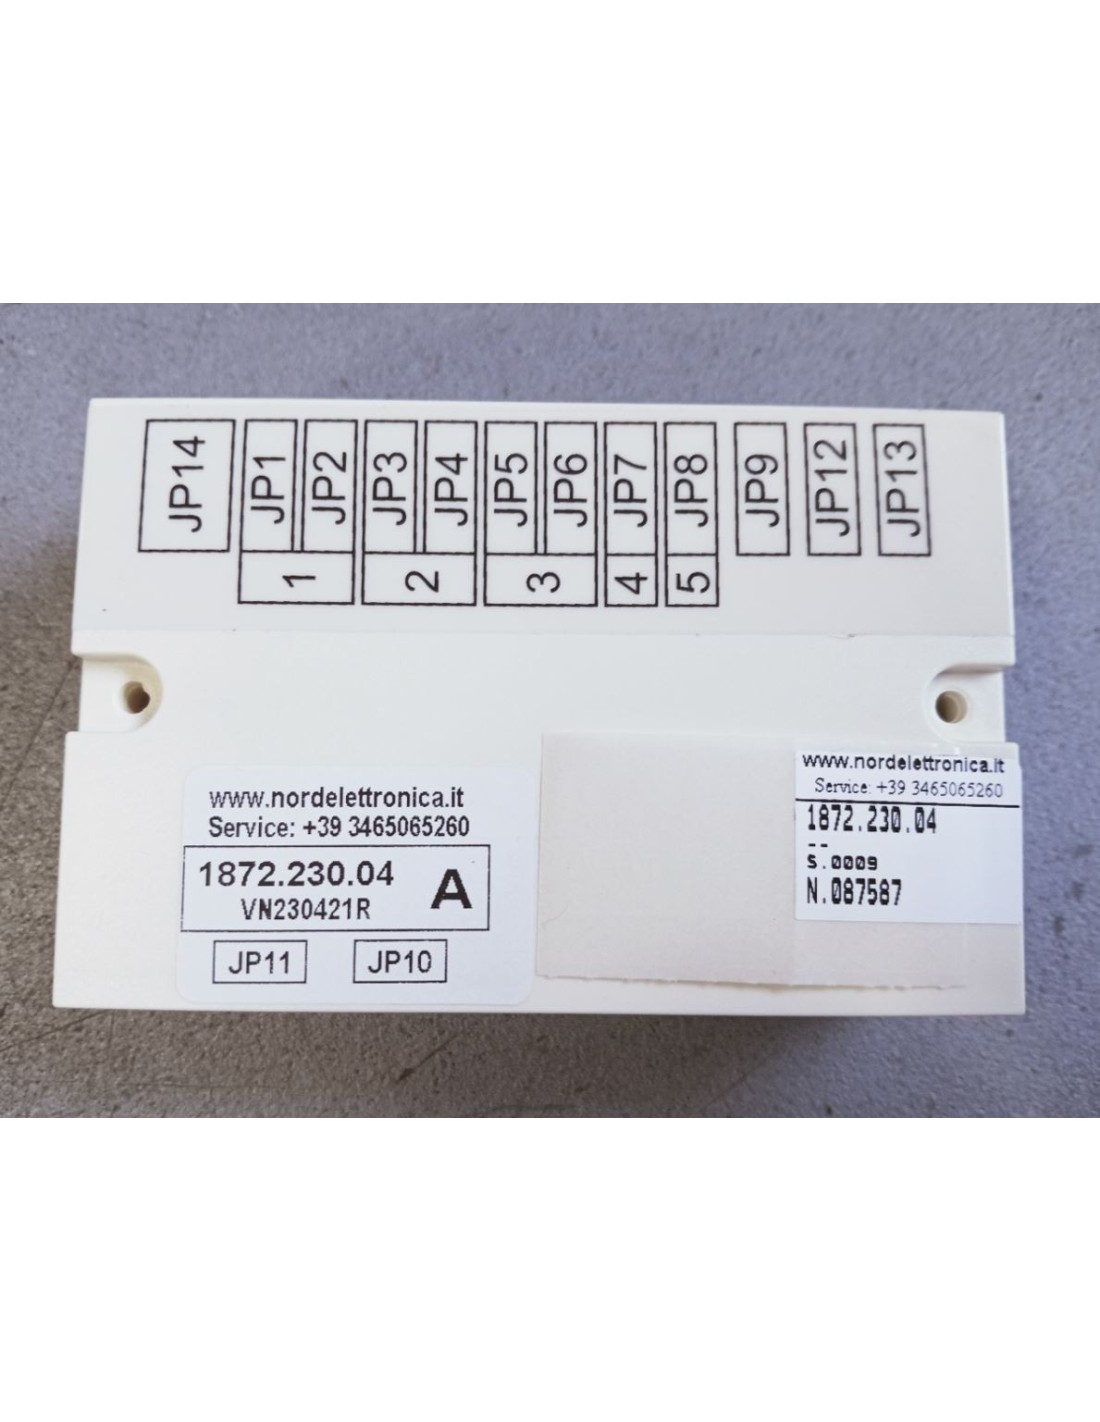 JP14 JP1 JP2 JP3 JP4 JP5 JP6 JP7 JP8 JP9 JP12 JP13
1 2 3 4 5
www.nordelettronica.it
Service: +39 3465065260
1872.230.04
VN230421R
A
JP11 JP10
www.nordelettronica.it
Service: +39 3465065260
1872.230.04
--
S.0009
N.087587